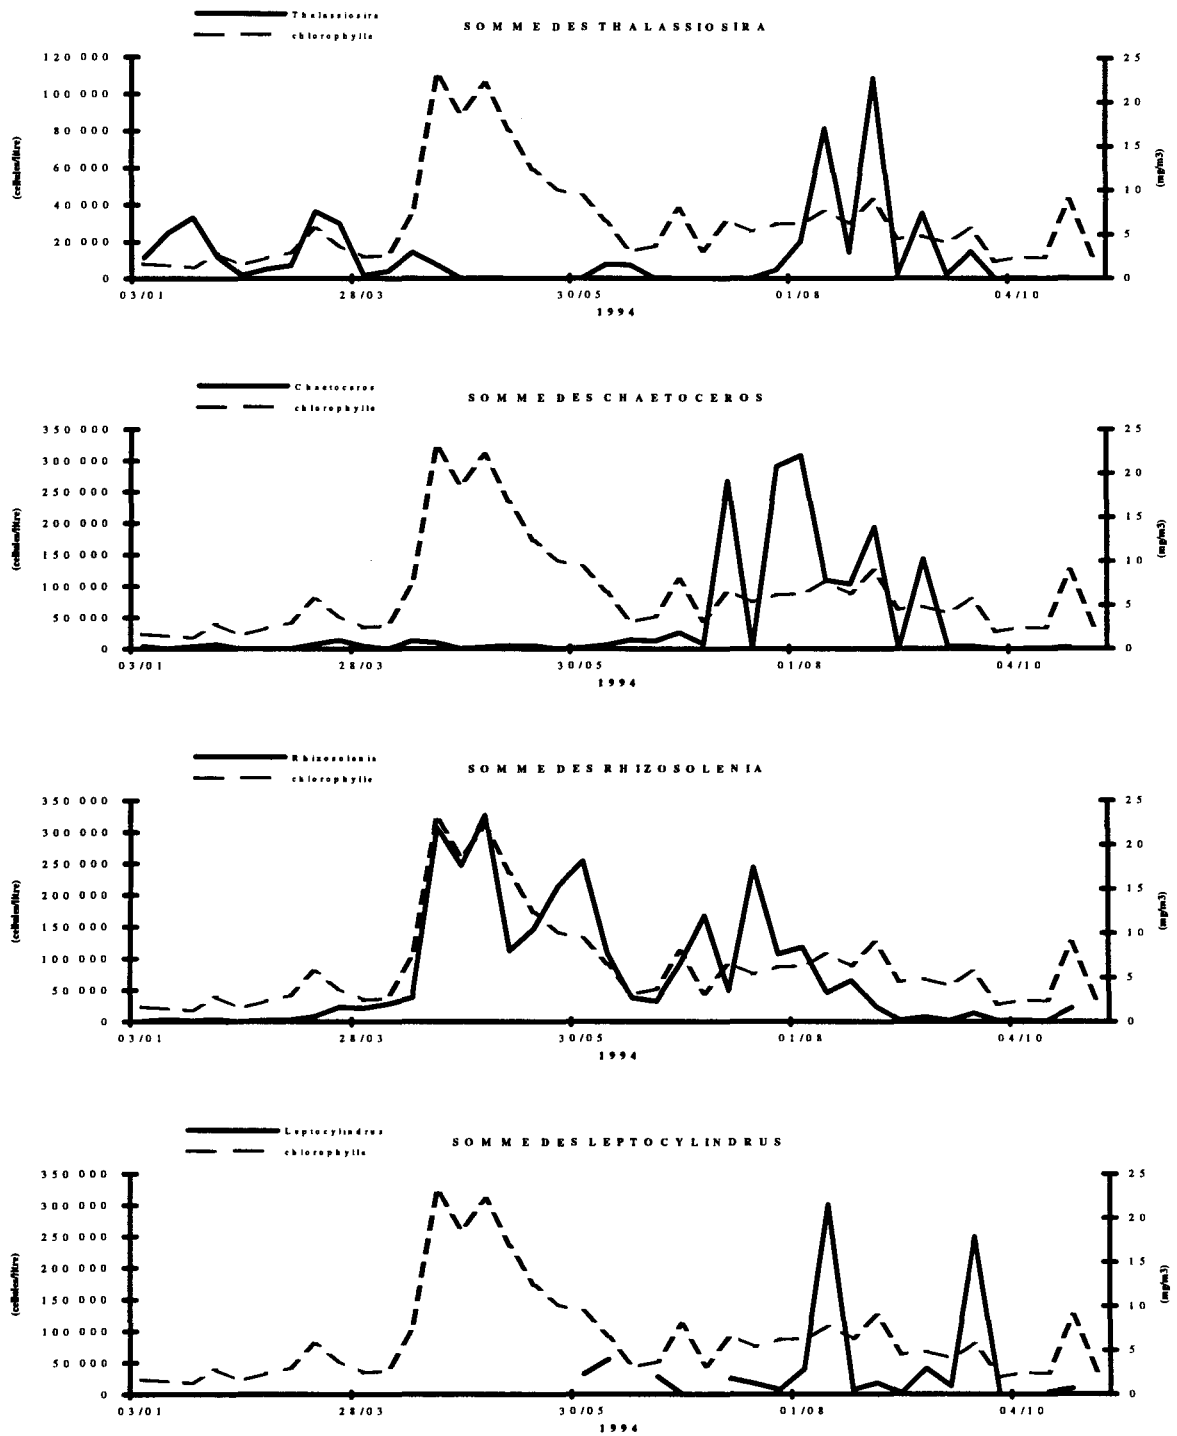 Thalassiosira
chlorophylle
SOMME DES THALASSIOSIRA
120 000
100 000
80 000
60 000
40 000
20 000
0
(cellules/litre)
25
20
15
10
5
0
(mg/m3)
03/01 28/03 30/05 01/08 04/10
1994
Chaetoceros
chlorophylle
SOMME DES CHAETOCEROS
350 000
300 000
250 000
200 000
150 000
100 000
50 000
0
(cellules/litre)
25
20
15
10
5
0
(mg/m3)
03/01 28/03 30/05 01/08 04/10
1994
Rhizosolenia
chlorophylle
SOMME DES RHIZOSOLENIA
350 000
300 000
250 000
200 000
150 000
100 000
50 000
0
(cellules/litre)
25
20
15
10
5
0
(mg/m3)
03/01 28/03 30/05 01/08 04/10
1994
Leptocylindrus
chlorophylle
SOMME DES LEPTOCYLINDRUS
350 000
300 000
250 000
200 000
150 000
100 000
50 000
0
(cellules/litre)
25
20
15
10
5
0
(mg/m3)
03/01 28/03 30/05 01/08 04/10
1994